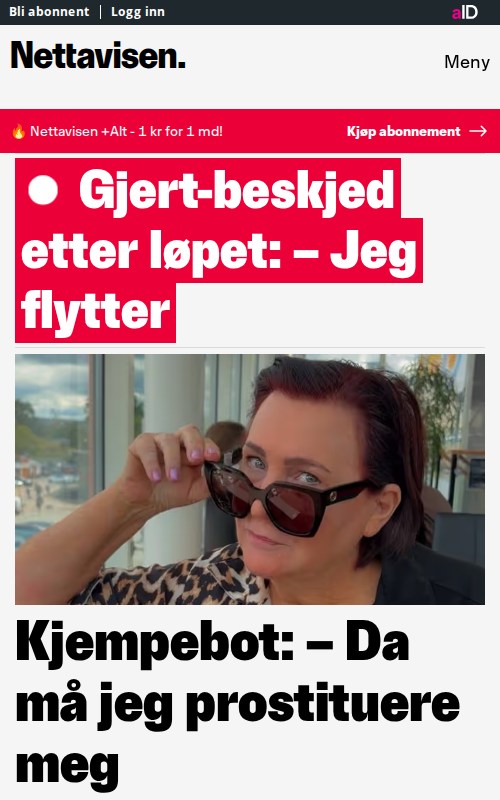 Bli abonnent | Logg inn
aID
Nettavisen.
Meny
🔥 Nettavisen +Alt - 1 kr for 1 md!
Kjøp abonnement →
Gjert-beskjed
etter løpet: – Jeg
flytter
Kjempebot: – Da
må jeg prostituere
meg